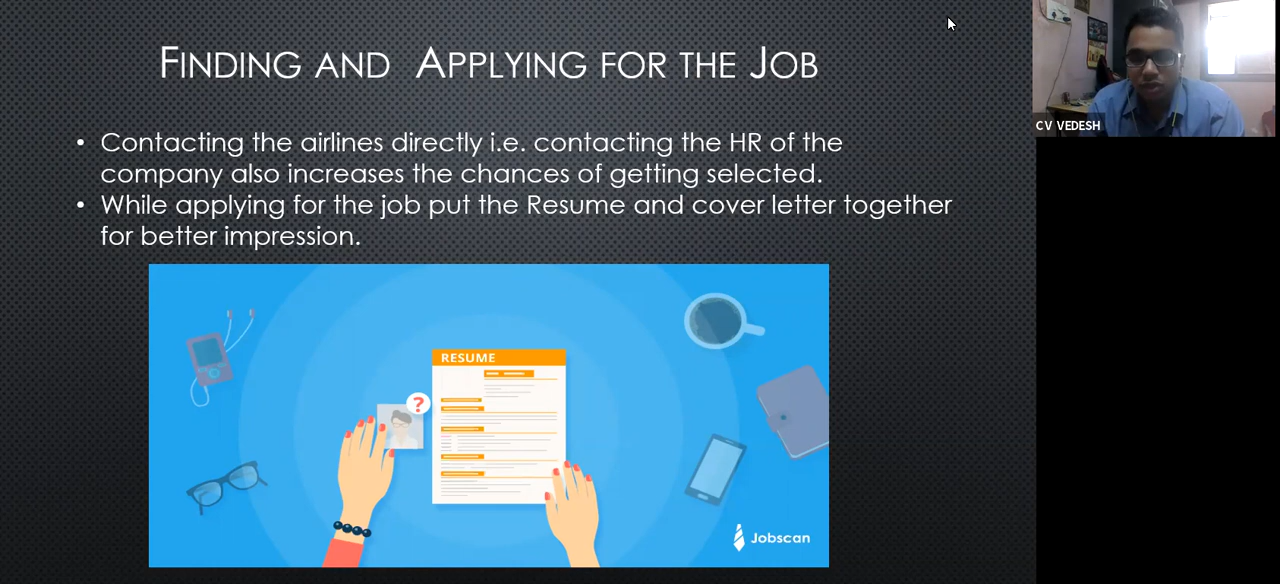 Finding and Applying for the Job
• Contacting the airlines directly i.e. contacting the HR of the
company also increases the chances of getting selected.
• While applying for the job put the Resume and cover letter together
for better impression.
RESUME
?
Jobscan
CV VEDESH